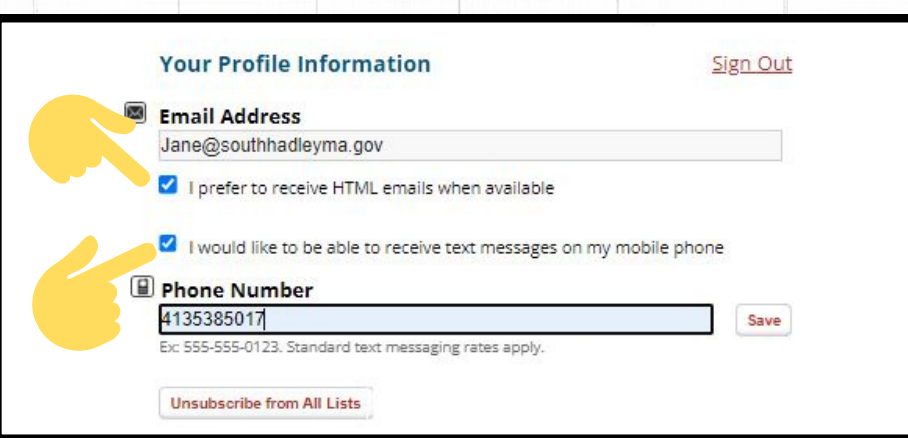 Your Profile Information
Sign Out
Email Address
Jane@southhadleyma.gov
I prefer to receive HTML emails when available
I would like to be able to receive text messages on my mobile phone
Phone Number
4135385017
Save
Ex: 555-555-0123. Standard text messaging rates apply.
Unsubscribe from All Lists